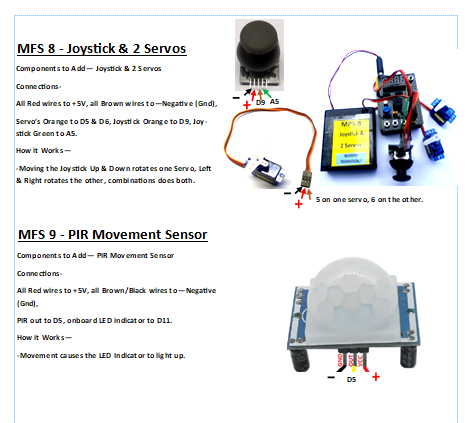 MFS 8 - Joystick & 2 Servos
Components to Add— Joystick & 2 Servos
Connections-
All Red wires to +5V, all Brown wires to—Negative (Gnd),
Servo's Orange to D5 & D6, Joystick Orange to D9, Joy-
stick Green to A5.
How it Works—
-Moving the Joystick Up & Down rotates one Servo, Left
& Right rotates the other, combinations does both.
− + D9 A5
MFS-8
Joystick &
2 Servos
− +
5 on one servo, 6 on the other.
MFS 9 - PIR Movement Sensor
Components to Add— PIR Movement Sensor
Connections-
All Red wires to +5V, all Brown/Black wires to—Negative
(Gnd),
PIR out to D5, onboard LED indicator to D11.
How it Works—
-Movement causes the LED Indicator to light up.
GND OUT VCC
− D5 +